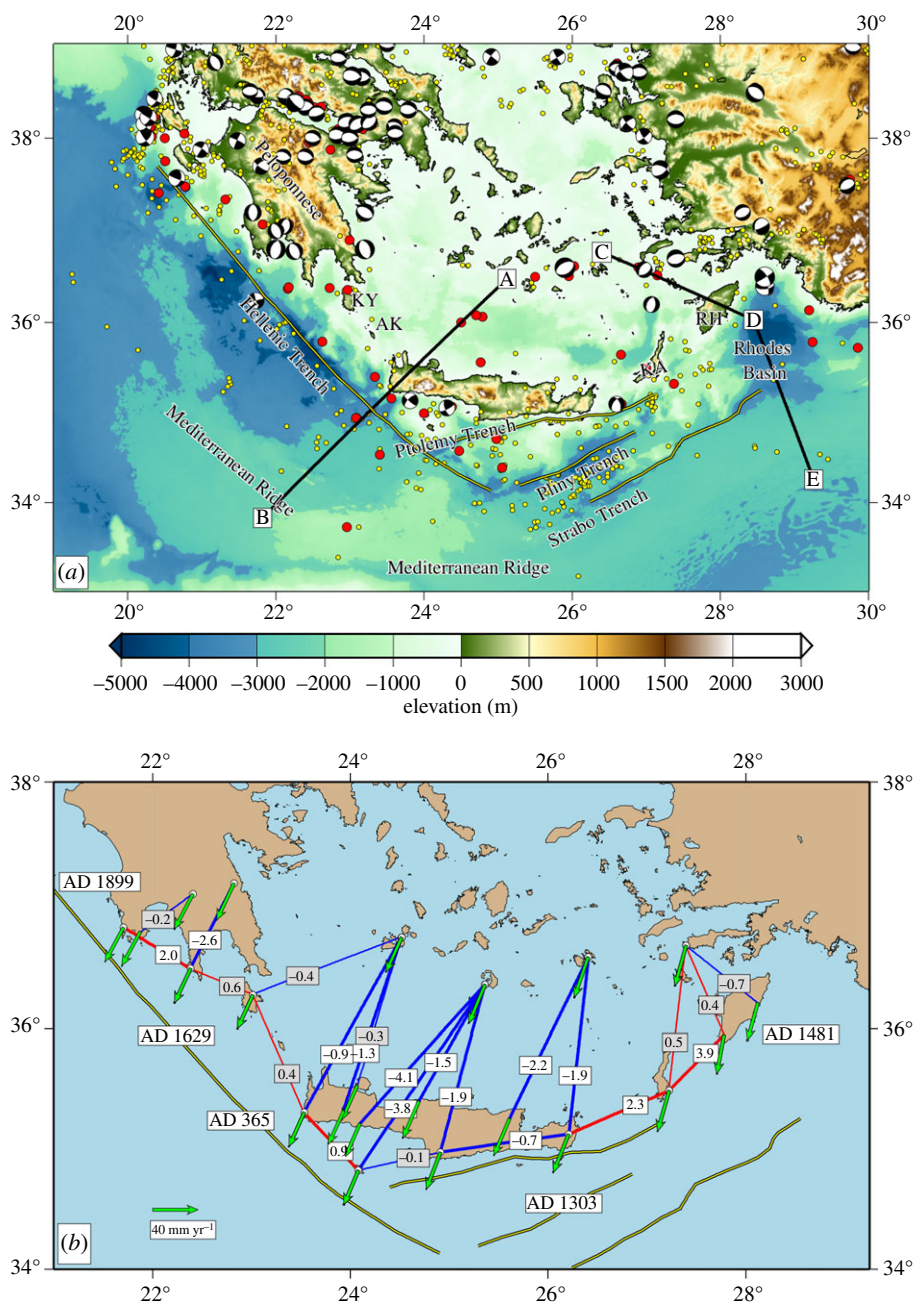 20° 22° 24° 26° 28° 30°
38° 38°
Peloponnese
C
A
36° KY 36°
AK
RH
D
Hellenic Trench
Rhodes
Basin
KA
Mediterranean Ridge
Ptolemy Trench
Pliny Trench
E
34° 34°
B
Strabo Trench
Mediterranean Ridge
(a)
20° 22° 24° 26° 28° 30°
–5000 –4000 –3000 –2000 –1000 0 500 1000 1500 2000 3000
elevation (m)
22° 24° 26° 28°
38° 38°
AD 1899
–0.2
–2.6
2.0
0.6
–0.4
–0.7
0.4
36° 36°
AD 1629
AD 1481
–0.3
0.5
–0.9 –1.3
3.9
–1.5
0.4
–4.1
–2.2
–1.9
–1.9
2.3
AD 365
–3.8
–0.7
0.9
–0.1
AD 1303
40 mm yr–1
(b)
34° 34°
22° 24° 26° 28°